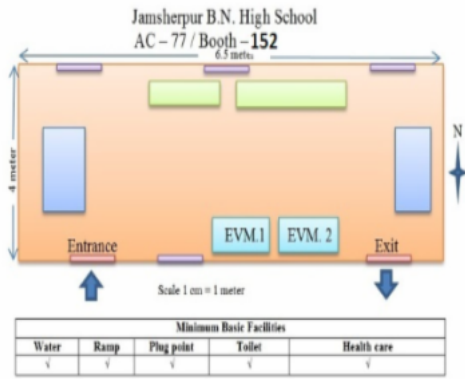 Jamsherpur B.N. High School
AC – 77 / Booth – 152
6.5 meter
4 meter
N
EVM.1 EVM. 2
Entrance Exit
Scale 1 cm = 1 meter
Minimum Basic Facilities
Water Ramp Plug point Toilet Health care
√ √ √ √ √